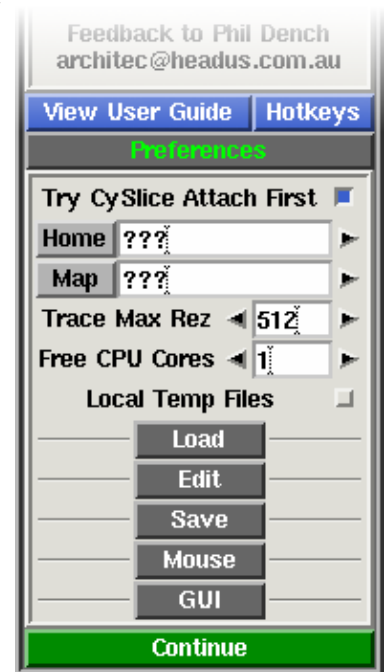 Feedback to Phil Dench
architec@headus.com.au
View User Guide Hotkeys
Preferences
Try CySlice Attach First
Home ???
Map ???
Trace Max Rez 512
Free CPU Cores 1
Local Temp Files
Load
Edit
Save
Mouse
GUI
Continue